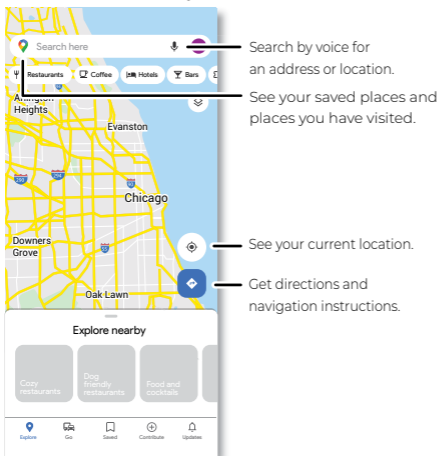 Search here
Search by voice for
an address or location.
Restaurants Coffee Hotels Bars
See your saved places and
places you have visited.
Arlington
Heights
Evanston
Chicago
Downers
Grove
See your current location.
Get directions and
navigation instructions.
Oak Lawn
Explore nearby
Cozy
restaurants
Dog
friendly
restaurants
Food and
cocktails
Explore Go Saved Contribute Updates